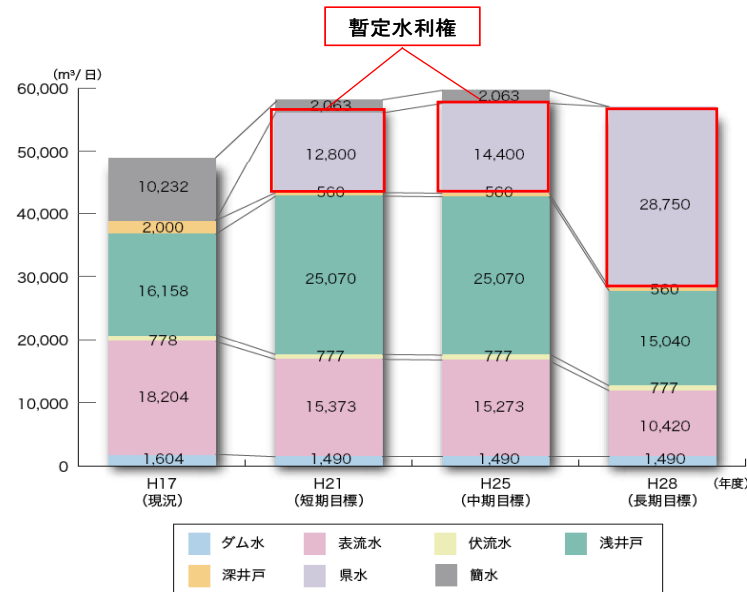 暫定水利権
(m³/日)
60,000
50,000
40,000
30,000
20,000
10,000
0
10,232
2,000
16,158
778
18,204
1,604
2,063
12,800
560
25,070
777
15,373
1,490
2,063
14,400
560
25,070
777
15,273
1,490
28,750
560
15,040
777
10,420
1,490
H17
(現況)
H21
(短期目標)
H25
(中期目標)
H28
(長期目標)
(年度)
ダム水 表流水 伏流水 浅井戸
深井戸 県水 簡水